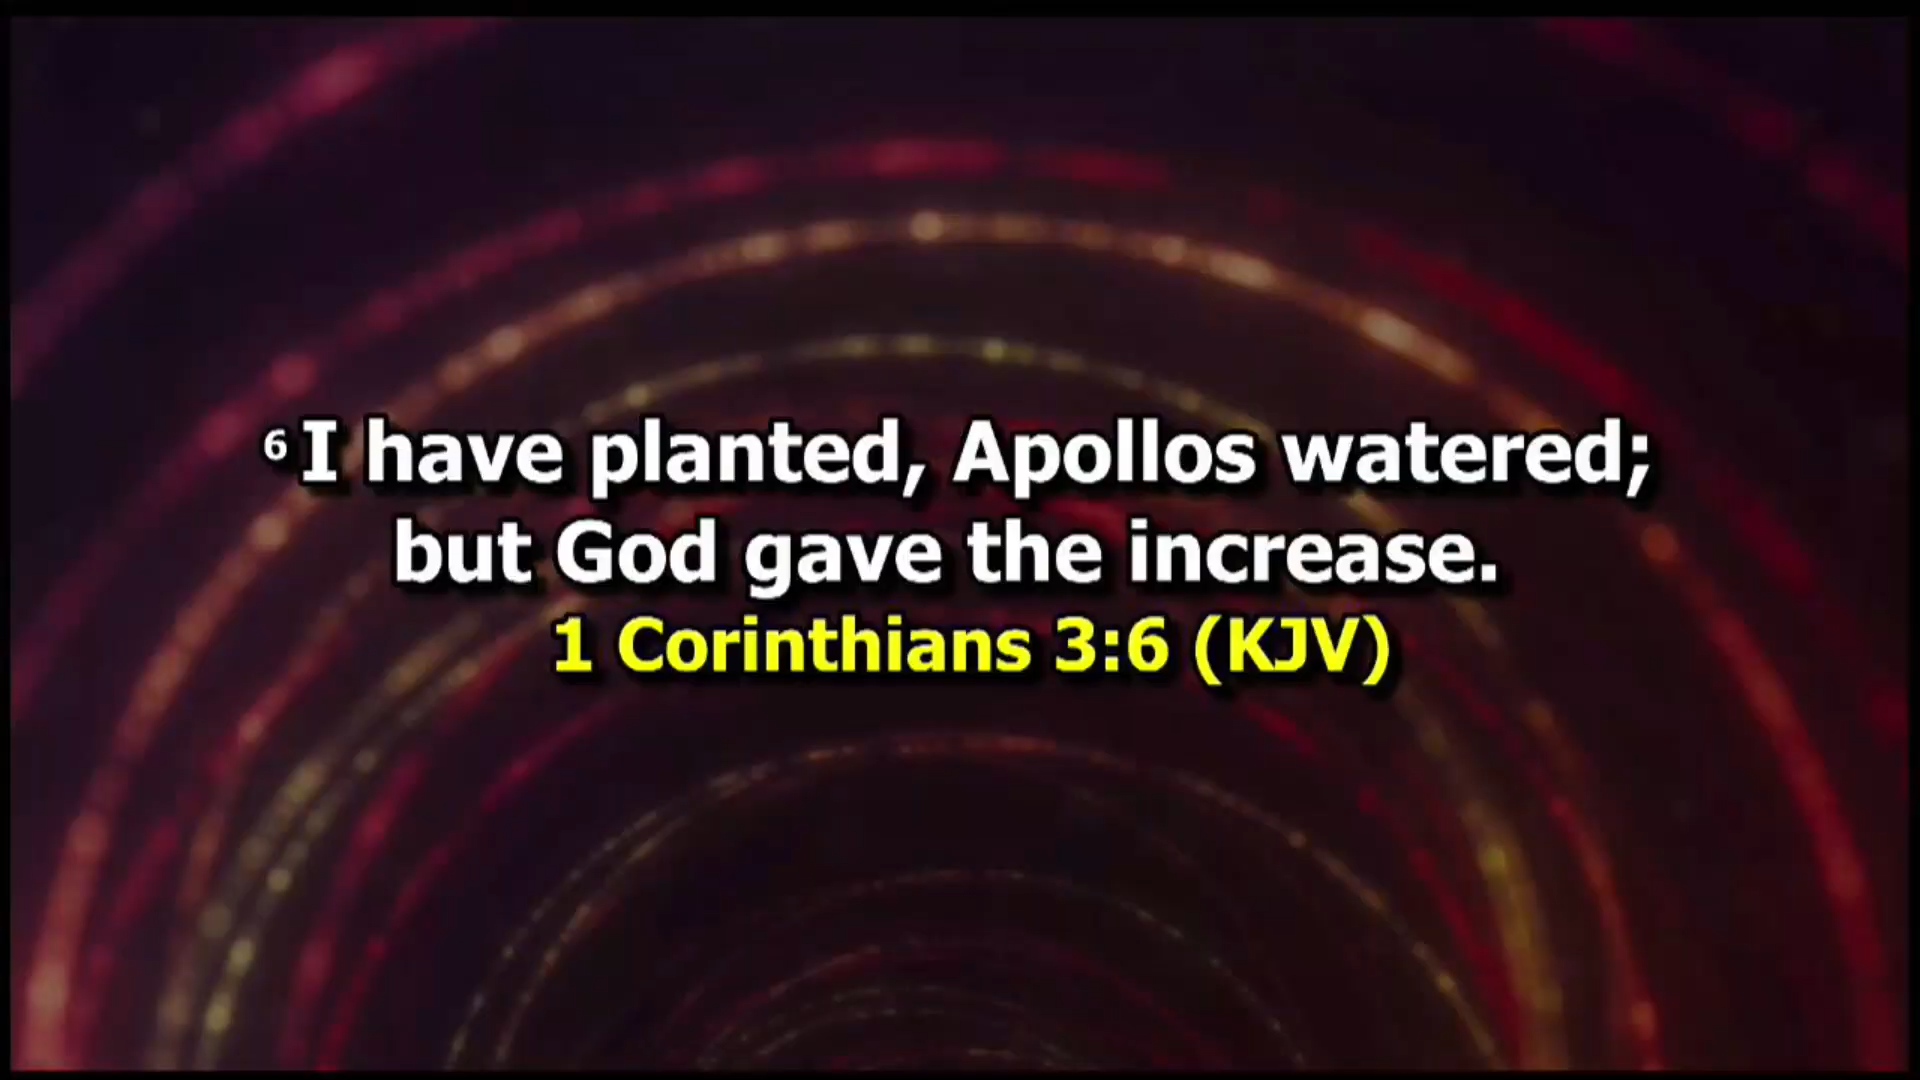 6 I have planted, Apollos watered;
but God gave the increase.
1 Corinthians 3:6 (KJV)